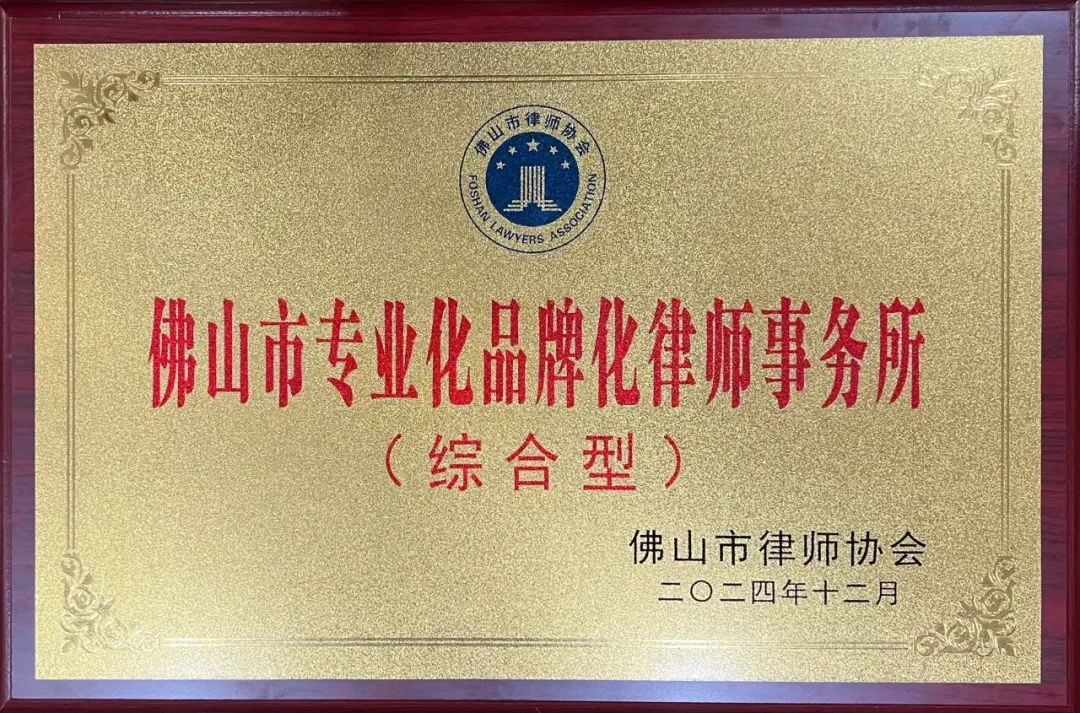 佛山市律师协会
FOSHAN LAWYERS ASSOCIATION
佛山市专业化品牌化律师事务所
（综合型）
佛山市律师协会
二〇二四年十二月